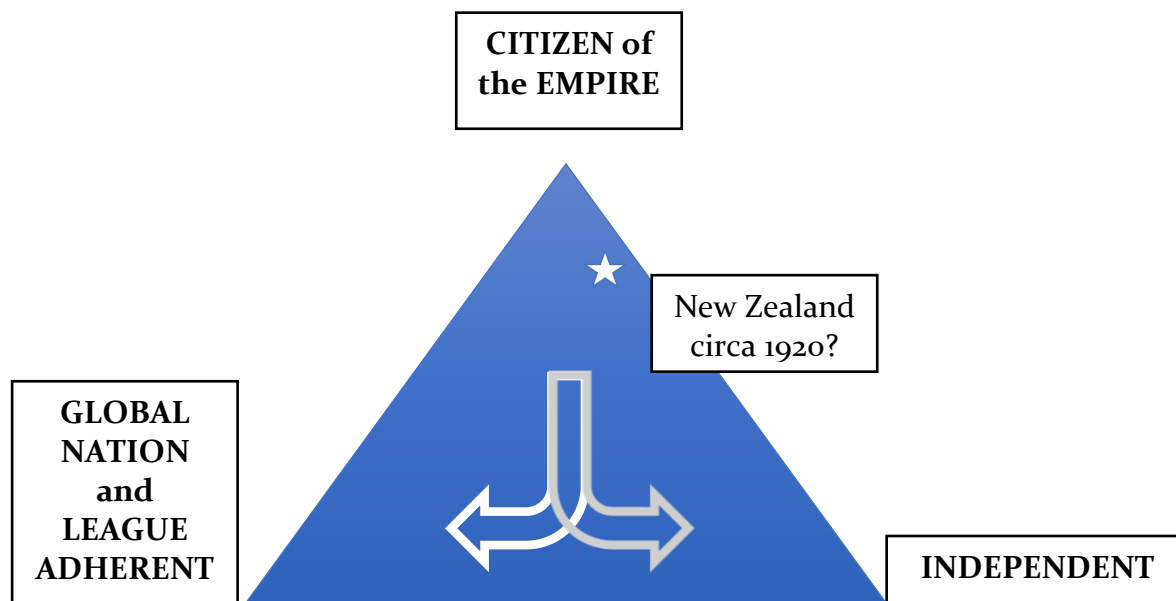 CITIZEN of
the EMPIRE
New Zealand
circa 1920?
GLOBAL
NATION
and
LEAGUE
ADHERENT
INDEPENDENT